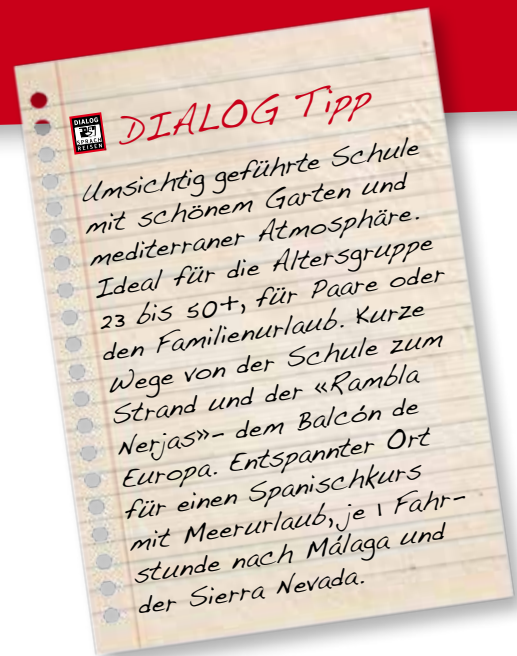 DIALOG
SPRACH
REISEN
DIALOG Tipp
Umsichtig geführte Schule
mit schönem Garten und
mediterraner Atmosphäre.
Ideal für die Altersgruppe
23 bis 50+, für Paare oder
den Familienurlaub. Kurze
Wege von der Schule zum
Strand und der «Rambla
Nerjas»- dem Balcón de
Europa. Entspannter Ort
für einen Spanischkurs
mit Meerurlaub, je 1 Fahr-
stunde nach Málaga und
der Sierra Nevada.